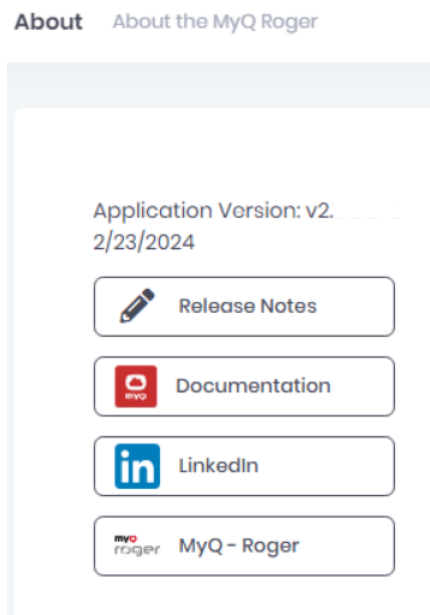 About About the MyQ Roger
Application Version: v2.
2/23/2024
Release Notes
myQ
Documentation
in
LinkedIn
myQ
roger
MyQ - Roger